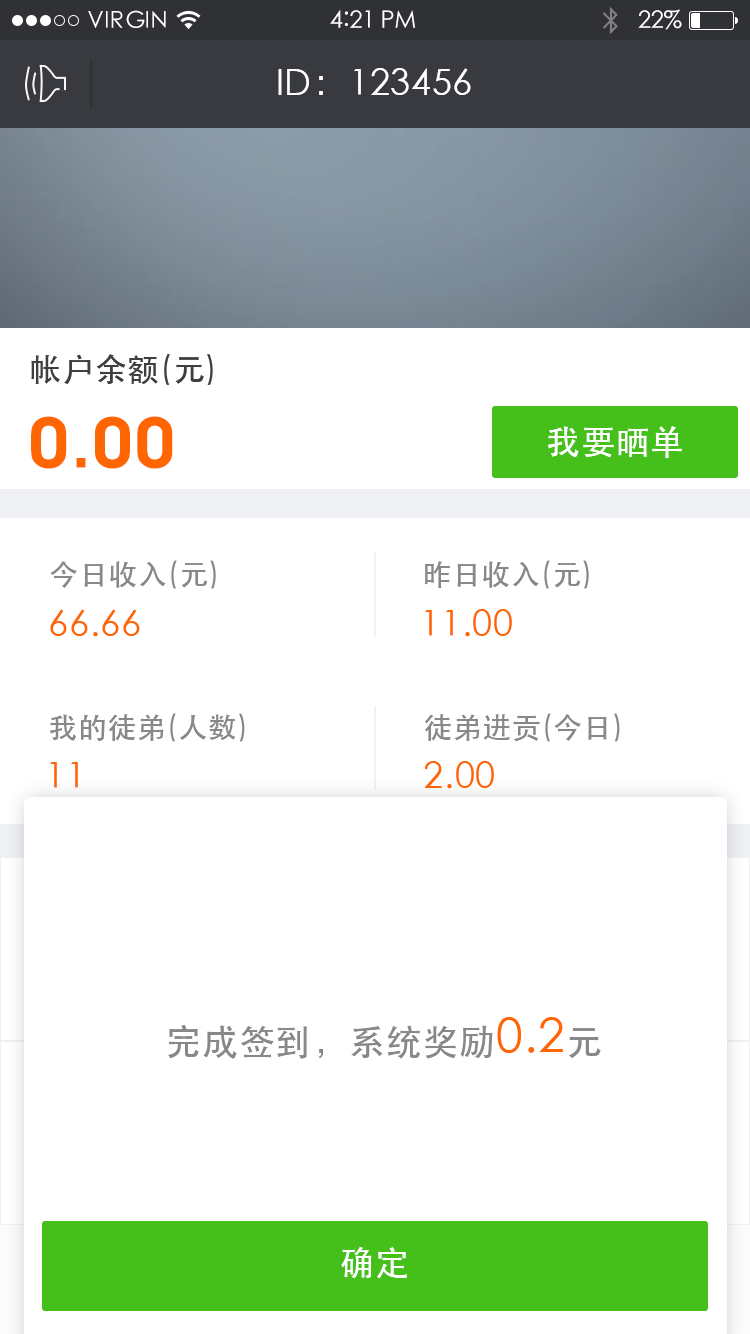 VIRGIN 4:21 PM 22%
ID：123456
帐户余额(元)
0.00
我要晒单
今日收入(元) 昨日收入(元)
66.66 11.00
我的徒弟(人数) 徒弟进贡(今日)
11 2.00
完成签到，系统奖励0.2元
确定